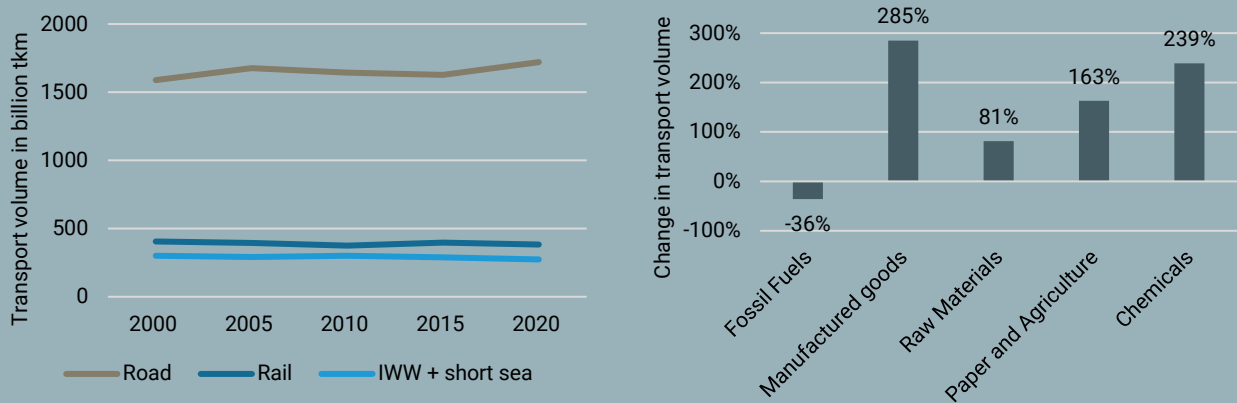 Transport volume in billion tkm
2000
1500
1000
500
0
2000 2005 2010 2015 2020
Road Rail IWW + short sea
Change in transport volume
300%
200%
100%
0%
-100%
-36%
285%
81%
163%
239%
Fossil Fuels
Manufactured goods
Raw Materials
Paper and Agriculture
Chemicals